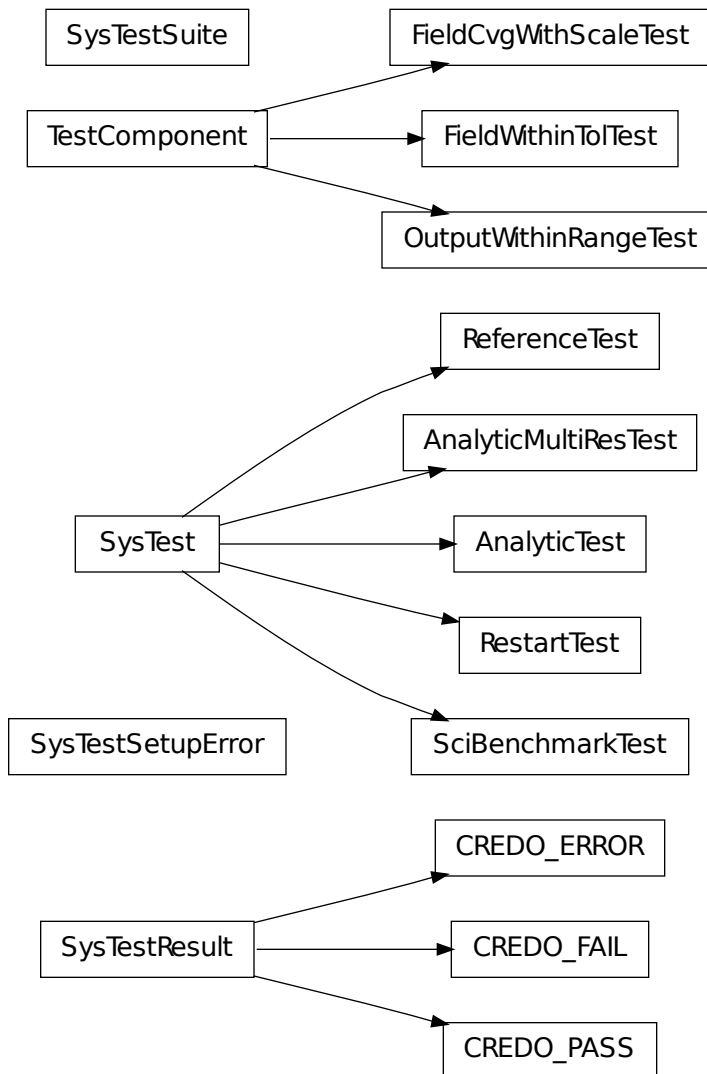 SysTestSuite
FieldCvgWithScaleTest
TestComponent
FieldWithinTolTest
OutputWithinRangeTest
ReferenceTest
AnalyticMultiResTest
SysTest
AnalyticTest
RestartTest
SysTestSetupError
SciBenchmarkTest
CREDO_ERROR
SysTestResult
CREDO_FAIL
CREDO_PASS